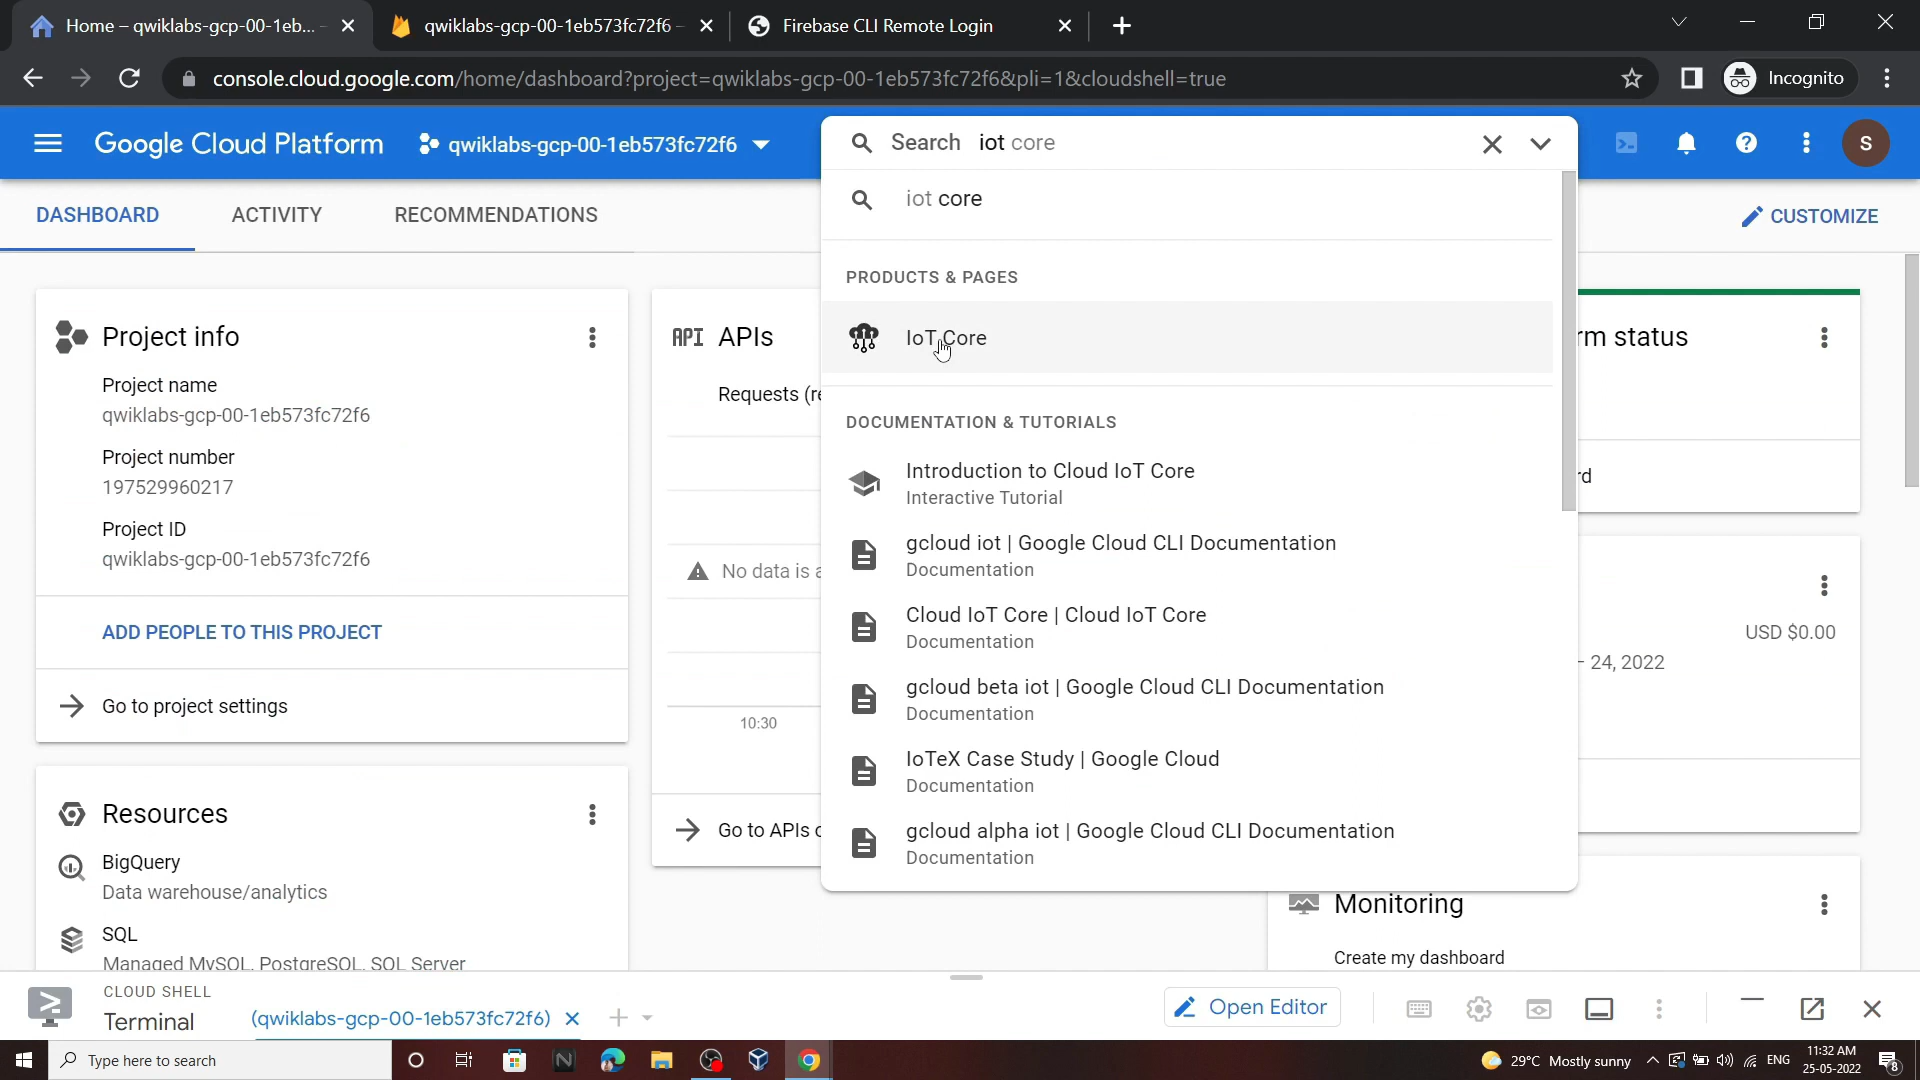 Home – qwiklabs-gcp-00-1eb...
qwiklabs-gcp-00-1eb573fc72f6 –
Firebase CLI Remote Login
console.cloud.google.com/home/dashboard?project=qwiklabs-gcp-00-1eb573fc72f6&pli=1&cloudshell=true
Incognito
Google Cloud Platform
qwiklabs-gcp-00-1eb573fc72f6
Search iot core
S
DASHBOARD
ACTIVITY
RECOMMENDATIONS
CUSTOMIZE
iot core
PRODUCTS & PAGES
IoT Core
DOCUMENTATION & TUTORIALS
Introduction to Cloud IoT Core
Interactive Tutorial
gcloud iot | Google Cloud CLI Documentation
Documentation
Cloud IoT Core | Cloud IoT Core
Documentation
gcloud beta iot | Google Cloud CLI Documentation
Documentation
IoTeX Case Study | Google Cloud
Documentation
gcloud alpha iot | Google Cloud CLI Documentation
Documentation
Project info
Project name
qwiklabs-gcp-00-1eb573fc72f6
Project number
197529960217
Project ID
qwiklabs-gcp-00-1eb573fc72f6
ADD PEOPLE TO THIS PROJECT
Go to project settings
Resources
BigQuery
Data warehouse/analytics
SQL
Managed MySQL, PostgreSQL, SQL Server
API APIs
Requests (re
No data is a
10:30
Go to APIs o
rm status
rd
USD $0.00
– 24, 2022
Monitoring
Create my dashboard
CLOUD SHELL
Terminal
(qwiklabs-gcp-00-1eb573fc72f6)
Open Editor
Type here to search
29°C Mostly sunny
ENG
11:32 AM
25-05-2022
8